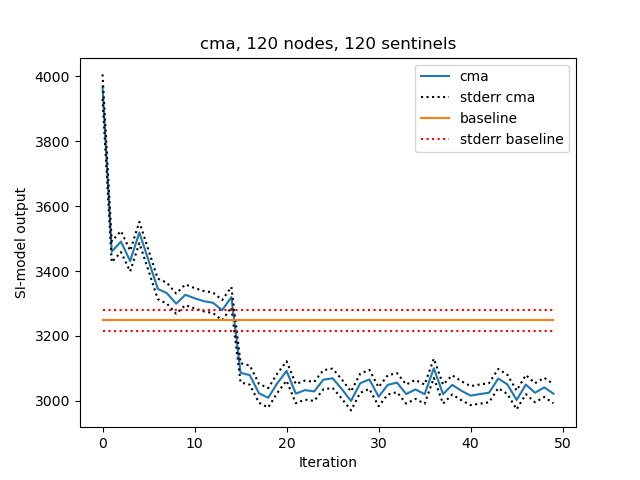 cma, 120 nodes, 120 sentinels
4000
3800
3600
3400
3200
3000
SI-model output
cma
stderr cma
baseline
stderr baseline
0
10
20
30
40
50
Iteration